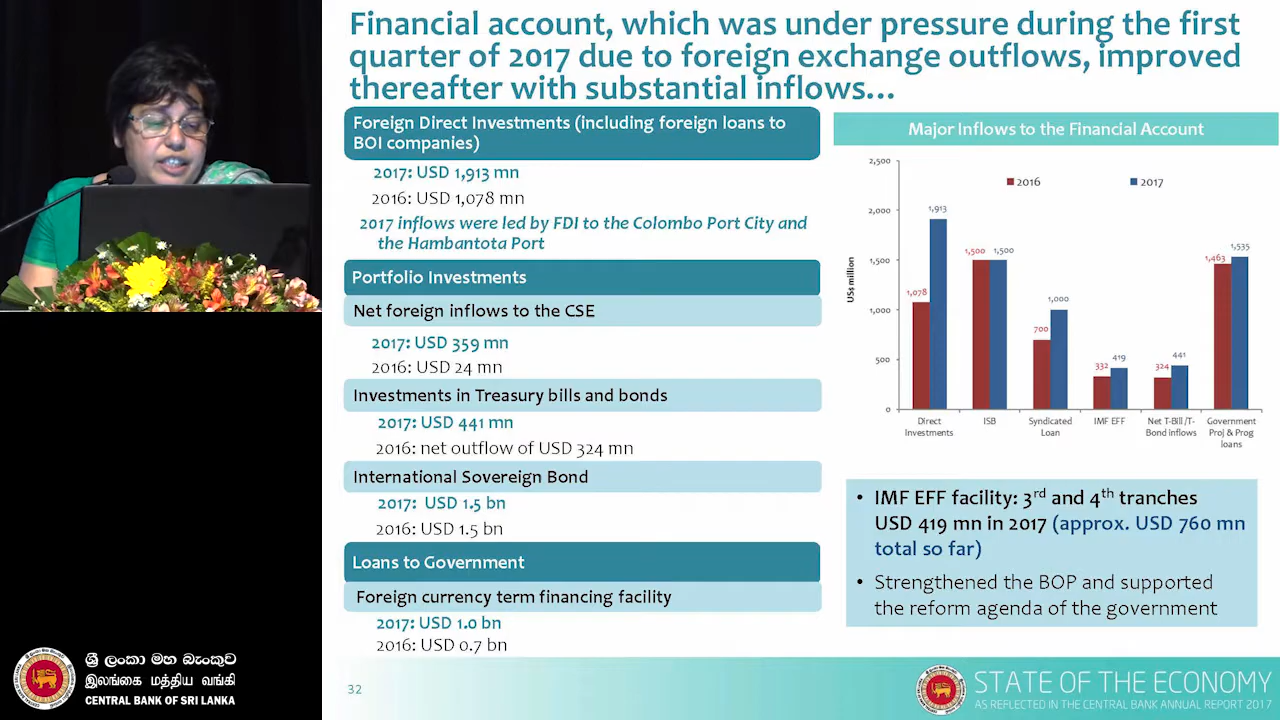 Financial account, which was under pressure during the first
quarter of 2017 due to foreign exchange outflows, improved
thereafter with substantial inflows...
Foreign Direct Investments (including foreign loans to
BOI companies)
2017: USD 1,913 mn
2016: USD 1,078 mn
2017 inflows were led by FDI to the Colombo Port City and
the Hambantota Port
Portfolio Investments
Net foreign inflows to the CSE
2017: USD 359 mn
2016: USD 24 mn
Investments in Treasury bills and bonds
2017: USD 441 mn
2016: net outflow of USD 324 mn
International Sovereign Bond
2017: USD 1.5 bn
2016: USD 1.5 bn
Loans to Government
Foreign currency term financing facility
2017: USD 1.0 bn
2016: USD 0.7 bn
Major Inflows to the Financial Account
2016 2017
US$ million
2,500
2,000
1,500
1,000
500
0
1,078 1,913
1,500 1,500
700 1,000
332 419
324 441
1,463 1,535
Direct
Investments
ISB
Syndicated
Loan
IMF EFF
Net T-Bill /T-
Bond inflows
Government
Proj & Prog
loans
• IMF EFF facility: 3rd and 4th tranches
USD 419 mn in 2017 (approx. USD 760 mn
total so far)
• Strengthened the BOP and supported
the reform agenda of the government
32
ශ්‍රී ලංකා මහ බැංකුව
இலங்கை மத்திய வங்கி
CENTRAL BANK OF SRI LANKA
STATE OF THE ECONOMY
AS REFLECTED IN THE CENTRAL BANK ANNUAL REPORT 2017